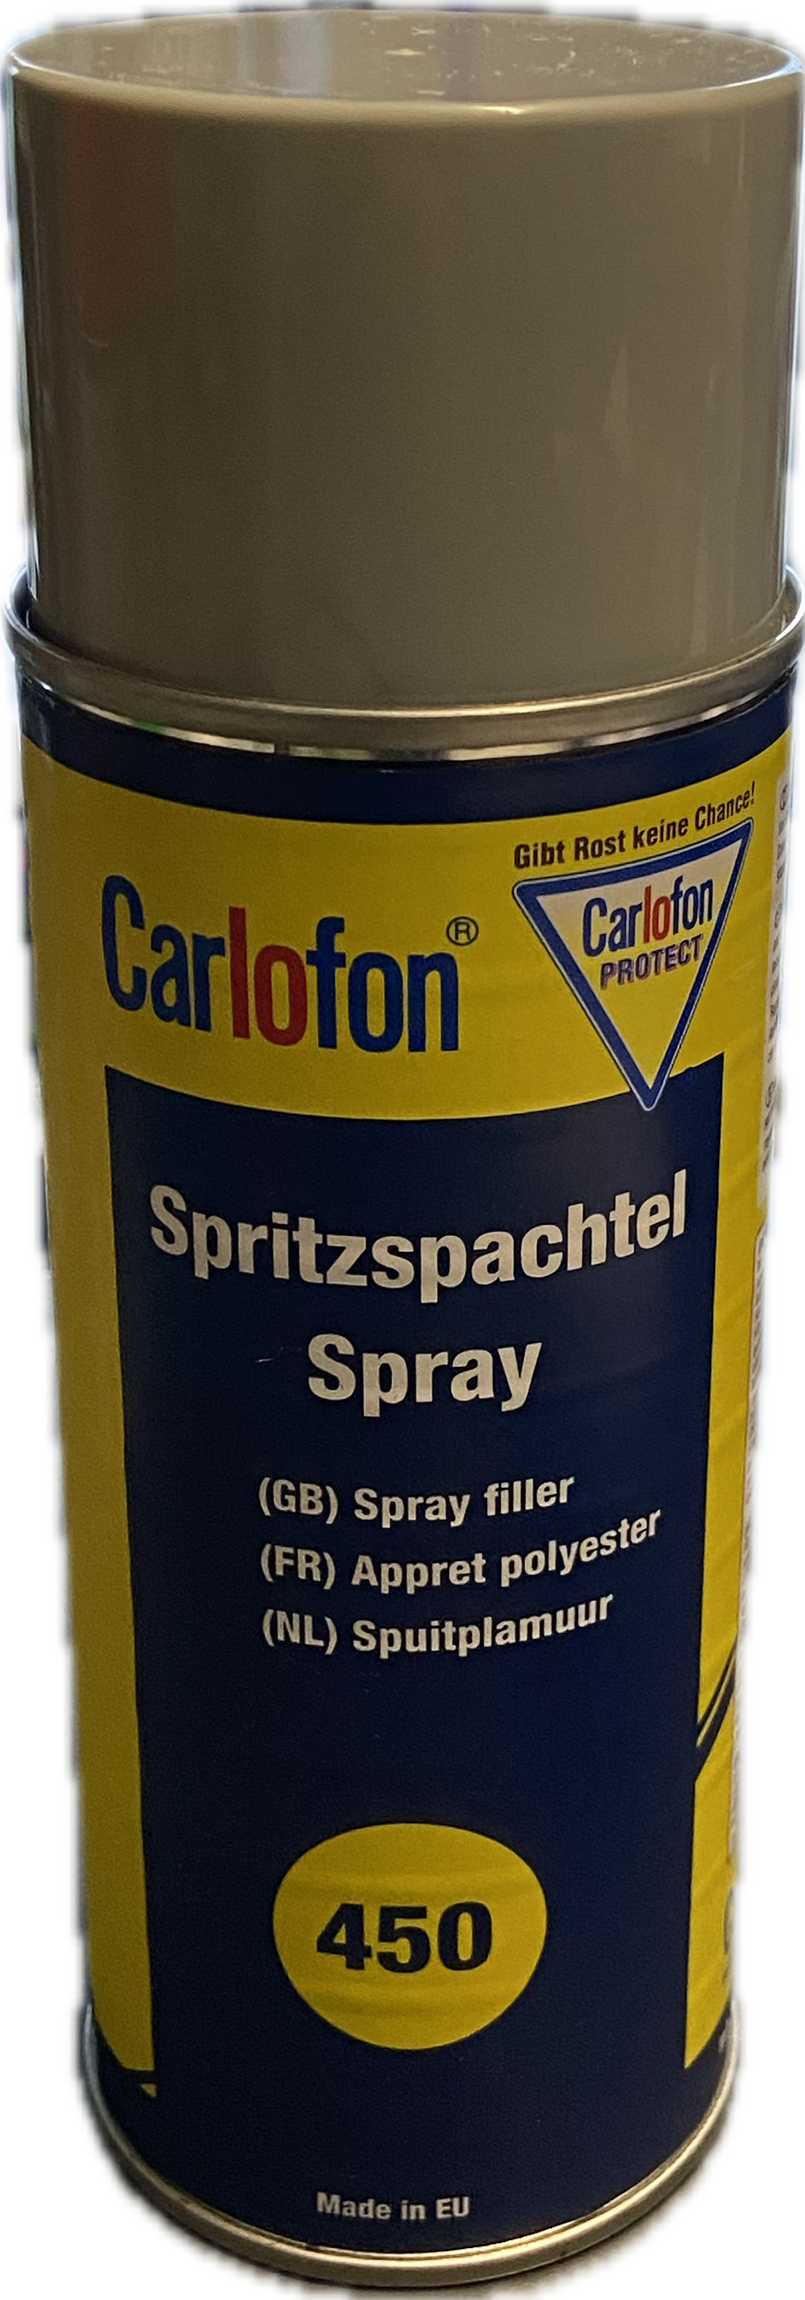 Gibt Rost keine Chance!
Carlofon®
Carlofon
PROTECT
Spritzspachtel
Spray
(GB) Spray filler
(FR) Appret polyester
(NL) Spuitplamuur
450
Made in EU